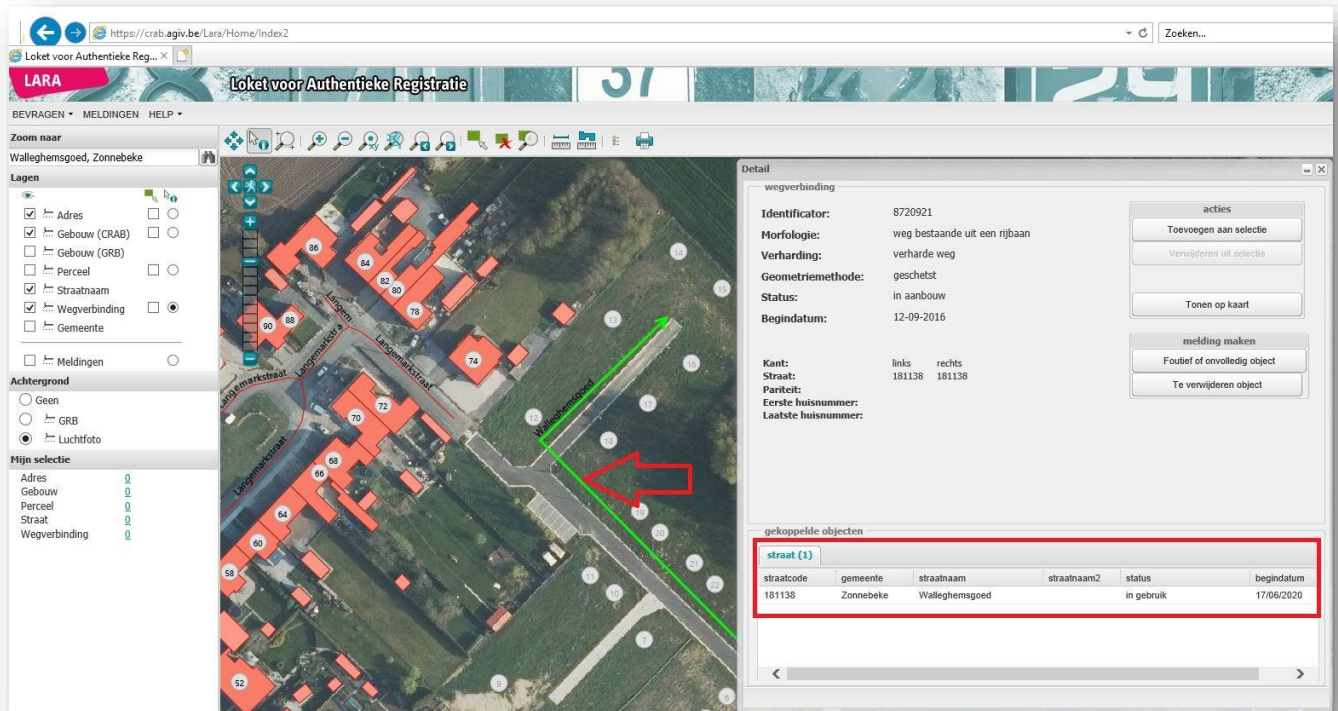 https://crab.agiv.be/Lara/Home/Index2
Zoeken...
Loket voor Authentieke Reg...
LARA
Loket voor Authentieke Registratie
37
BEVRAGEN MELDINGEN HELP
Zoom naar
Walleghemsgoed, Zonnebeke
Lagen
Adres
Gebouw (CRAB)
Gebouw (GRB)
Perceel
Straatnaam
Wegverbinding
Gemeente
Meldingen
Achtergrond
Geen
GRB
Luchtfoto
Mijn selectie
Adres 0
Gebouw 0
Perceel 0
Straat 0
Wegverbinding 0
86
84
82
80
78
90
88
74
72
70
68
66
64
60
58
52
14
15
13
16
17
12
18
19
20
21
22
11
10
7
9
6
Langem
Langemarkstra
Langemarkstraat
Langemarkstraat
Langemarkstraat
Walleghemsgoed
Detail
wegverbinding
Identificator: 8720921
Morfologie: weg bestaande uit een rijbaan
Verharding: verharde weg
Geometriemethode: geschetst
Status: in aanbouw
Begindatum: 12-09-2016
Kant: links rechts
Straat: 181138 181138
Pariteit:
Eerste huisnummer:
Laatste huisnummer:
acties
Toevoegen aan selectie
Verwijderen uit selectie
Tonen op kaart
melding maken
Foutief of onvolledig object
Te verwijderen object
gekoppelde objecten
straat (1)
straatcode gemeente straatnaam straatnaam2 status begindatum
181138 Zonnebeke Walleghemsgoed in gebruik 17/06/2020